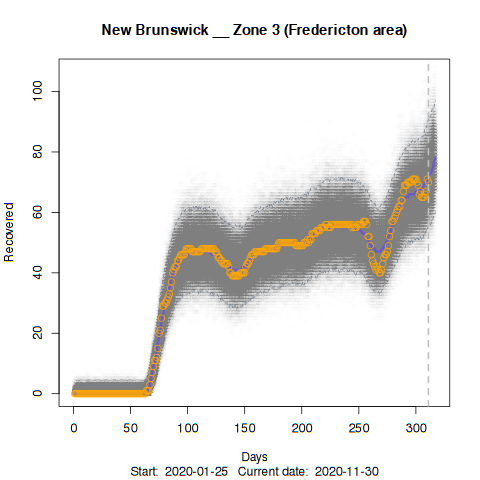 New Brunswick __ Zone 3 (Fredericton area)
100
80
60
40
20
0
Recovered
0 50 100 150 200 250 300
Days
Start: 2020-01-25 Current date: 2020-11-30